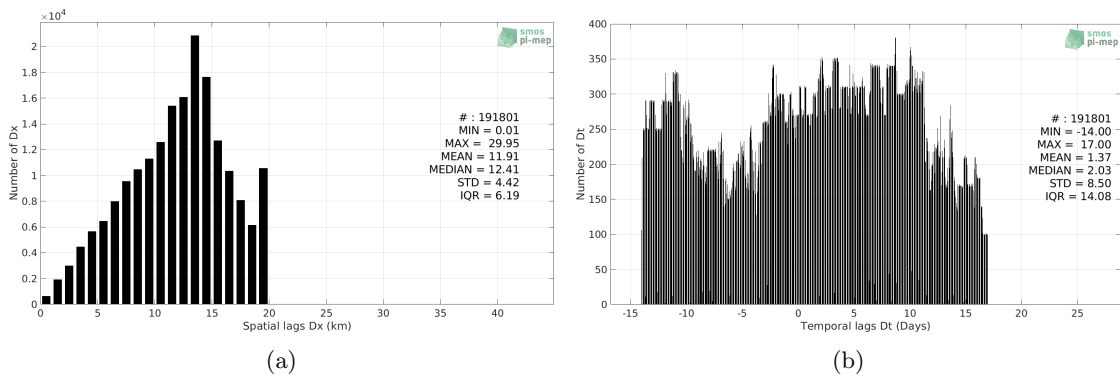 ×10⁴
2
1.8
1.6
1.4
1.2
1
0.8
0.6
0.4
0.2
0
Number of Dx
0 5 10 15 20 25 30 35 40
Spatial lags Dx (km)
smos
pi-mep
# : 191801
MIN = 0.01
MAX = 29.95
MEAN = 11.91
MEDIAN = 12.41
STD = 4.42
IQR = 6.19
(a)
400
350
300
250
200
150
100
50
0
Number of Dt
-15 -10 -5 0 5 10 15 20 25
Temporal lags Dt (Days)
smos
pi-mep
# : 191801
MIN = -14.00
MAX = 17.00
MEAN = 1.37
MEDIAN = 2.03
STD = 8.50
IQR = 14.08
(b)